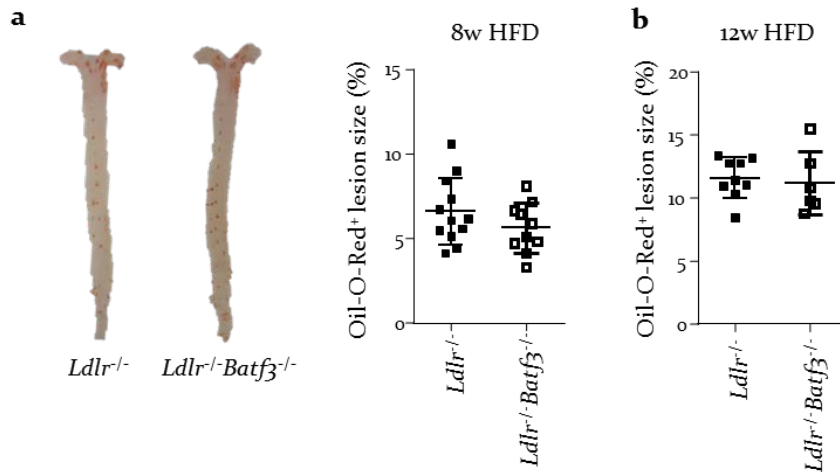 a
Ldlr-/-
Ldlr-/-Batf3-/-
8w HFD
Oil-O-Red+ lesion size (%)
15
10
5
0
Ldlr-/-
Ldlr-/-Batf3-/-
b
12w HFD
Oil-O-Red+ lesion size (%)
20
15
10
5
0
Ldlr-/-
Ldlr-/-Batf3-/-